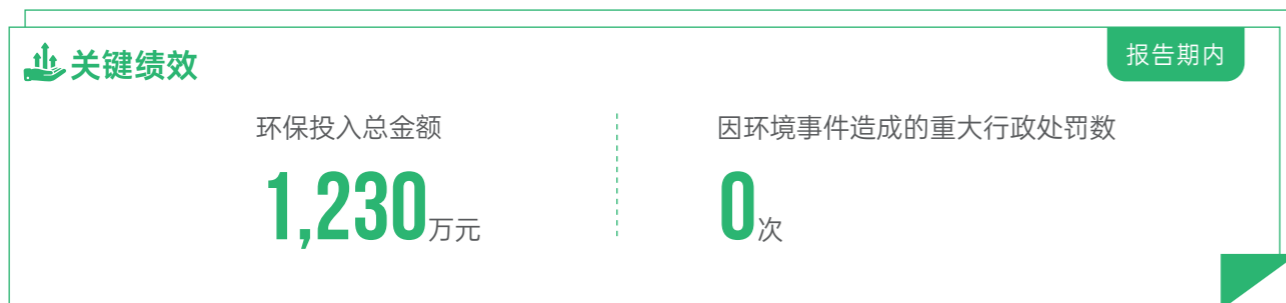 关键绩效
报告期内
环保投入总金额
1,230万元
因环境事件造成的重大行政处罚数
0次